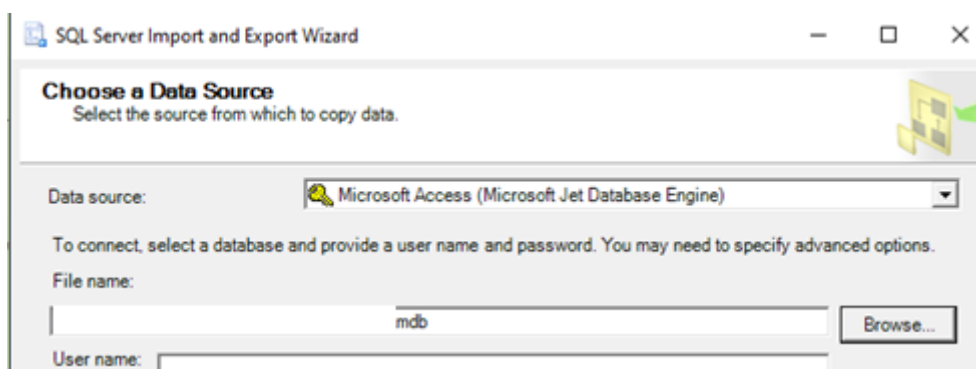 SQL Server Import and Export Wizard
Choose a Data Source
Select the source from which to copy data.
Data source: Microsoft Access (Microsoft Jet Database Engine)
To connect, select a database and provide a user name and password. You may need to specify advanced options.
File name:
mdb Browse...
User name: